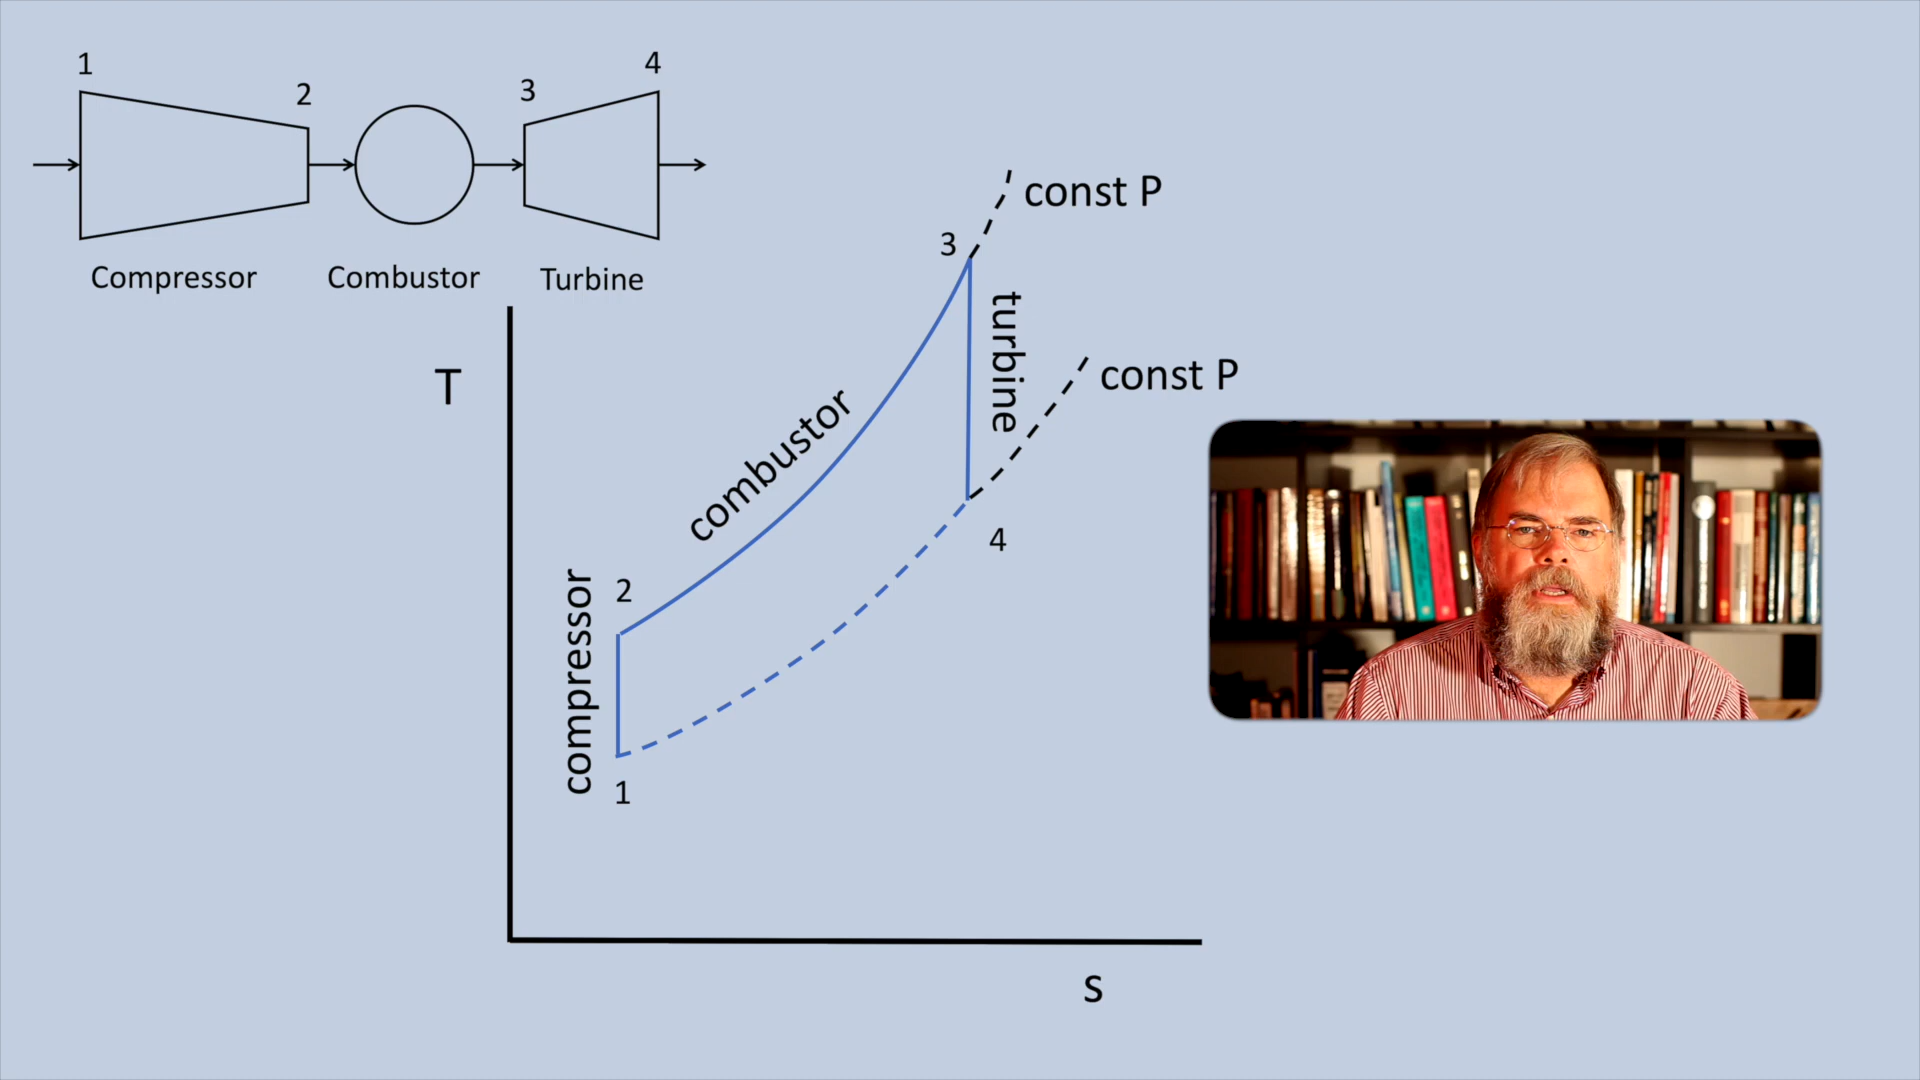 1
2
3
4
Compressor
Combustor
Turbine
T
const P
3
turbine
const P
combustor
4
2
compressor
1
s